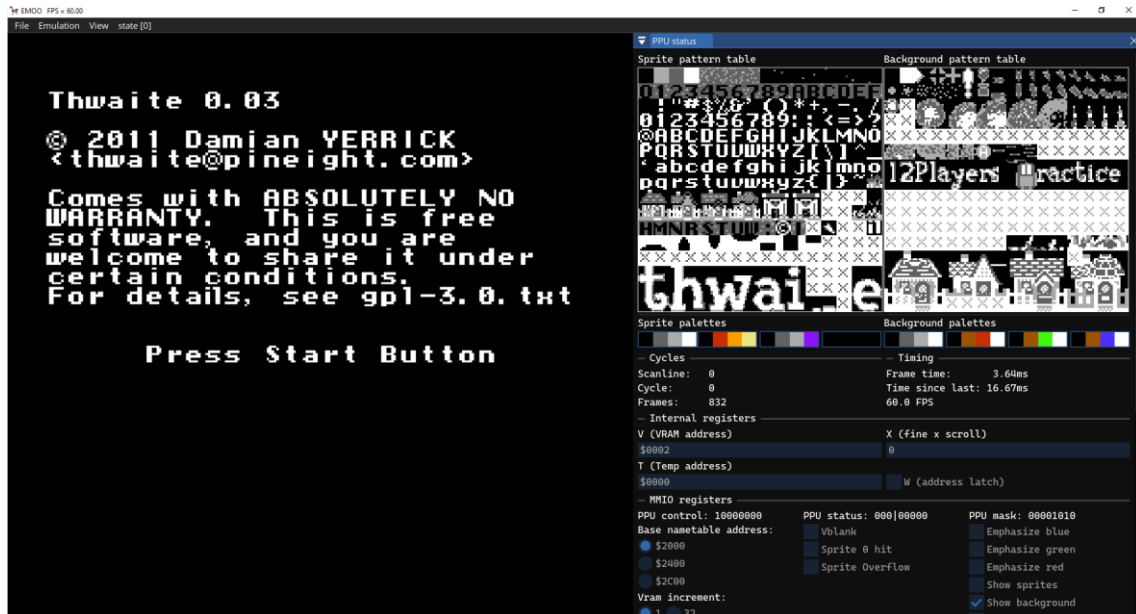 EMOO FPS = 60.00
File Emulation View state [0]
Thwaite 0.03
© 2011 Damian YERRICK
<thwaite@pineight.com>
Comes with ABSOLUTELY NO
WARRANTY. This is free
software, and you are
welcome to share it under
certain conditions.
For details, see gpl-3.0.txt
Press Start Button
PPU status
Sprite pattern table
0123456789ABCDEF
!"#$%&'()*+,-./
0123456789:;<=>?
@ABCDEFGHIJKLMNO
PQRSTUVWXYZ[\]^_
`abcdefghijklmno
pqrstuvwxyz{|}~
HMNRSTUW:©T
thwai e
Background pattern table
12Players Practice
Sprite palettes
Background palettes
Cycles
Scanline: 0
Cycle: 0
Frames: 832
Timing
Frame time: 3.64ms
Time since last: 16.67ms
60.0 FPS
Internal registers
V (VRAM address)
$0002
X (fine x scroll)
0
T (Temp address)
$0000
W (address latch)
MMIO registers
PPU control: 10000000
Base nametable address:
$2000
$2400
$2C00
Vram increment:
1 32
PPU status: 000|00000
Vblank
Sprite 0 hit
Sprite Overflow
PPU mask: 00001010
Emphasize blue
Emphasize green
Emphasize red
Show sprites
Show background